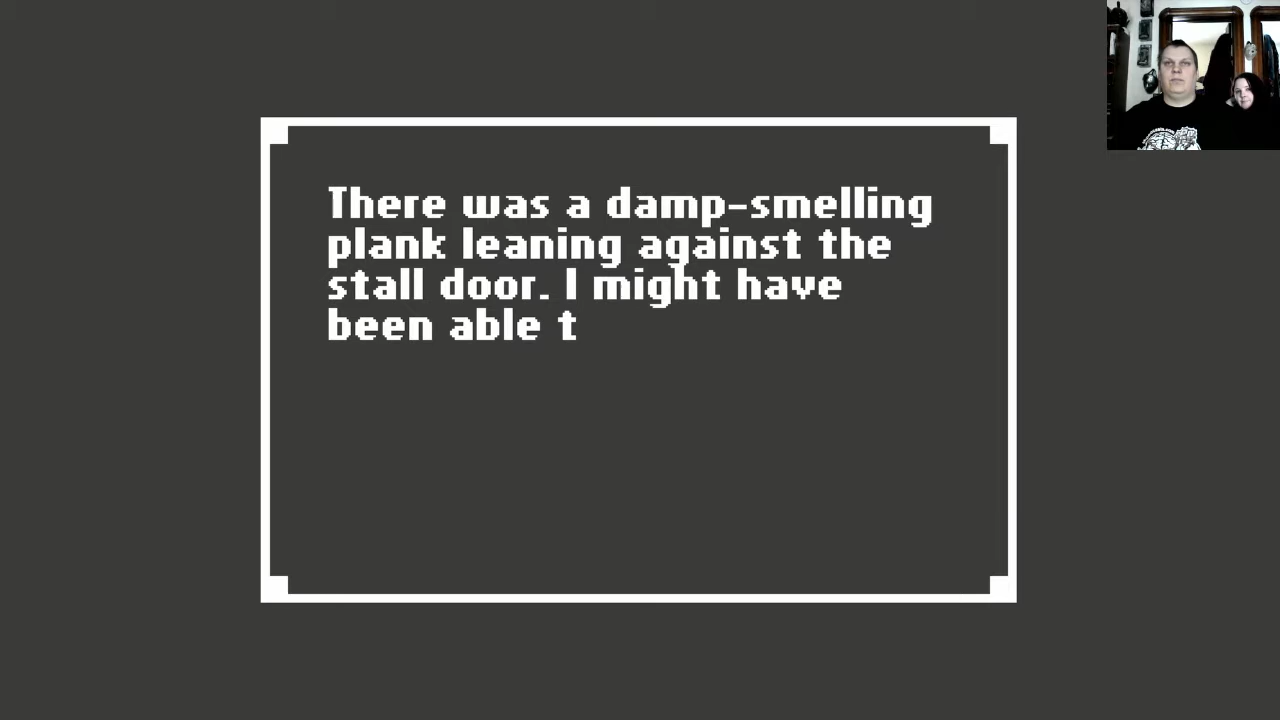 There was a damp-smelling
plank leaning against the
stall door. I might have
been able t